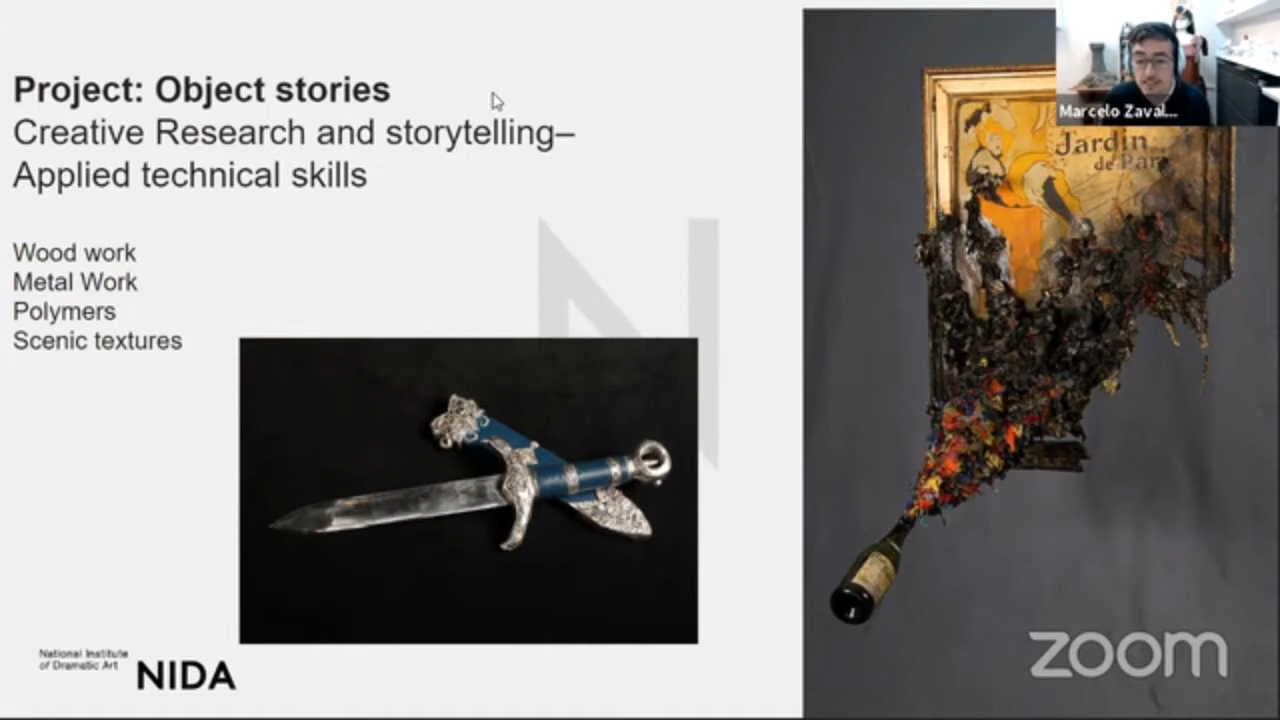 Project: Object stories
Creative Research and storytelling–
Applied technical skills
Wood work
Metal Work
Polymers
Scenic textures
National Institute
of Dramatic Art
NIDA
Marcelo Zaval...
Jardin
de Par
zoom